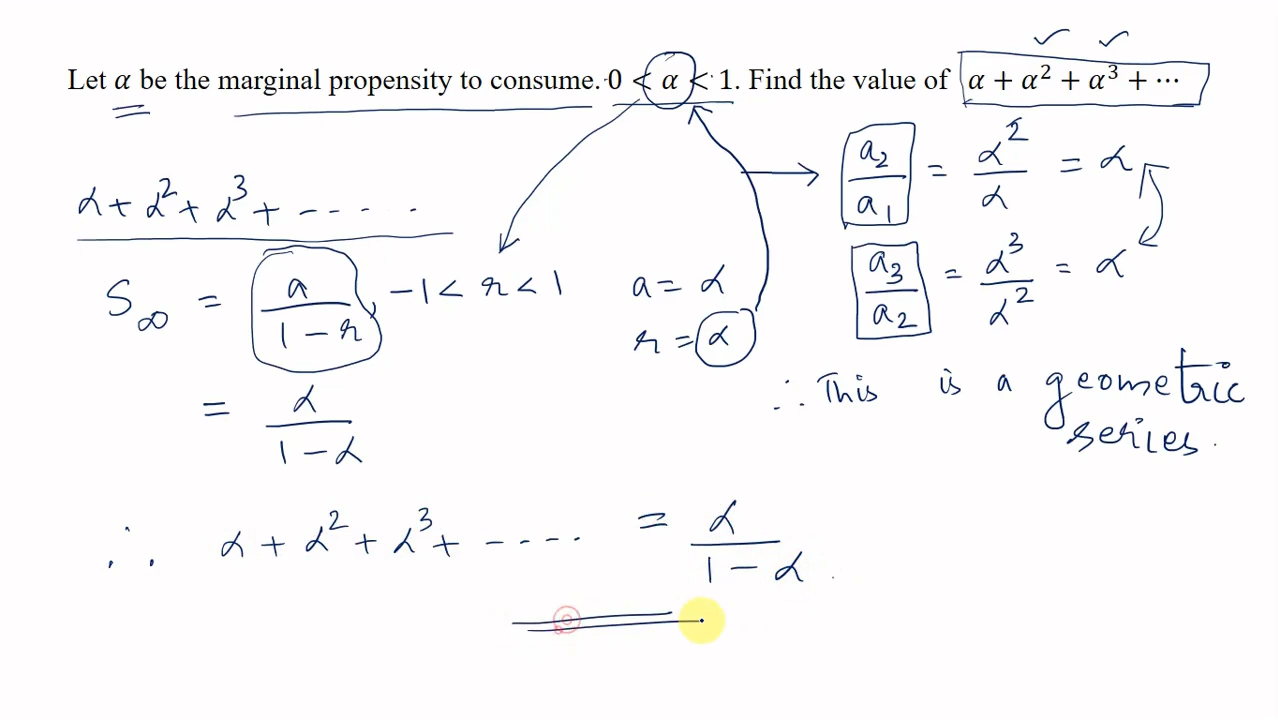 Let α be the marginal propensity to consume. 0 < α < 1. Find the value of α + α² + α³ + ⋯
a₂/a₁ = α²/α = α
α + α² + α³ + - - - - -
a₃/a₂ = α³/α² = α
S∞ = a/(1 - r), -1 < r < 1
a = α
r = α
∴ This is a geometric
series.
= α/(1 - α)
∴ α + α² + α³ + - - - - = α/(1 - α).